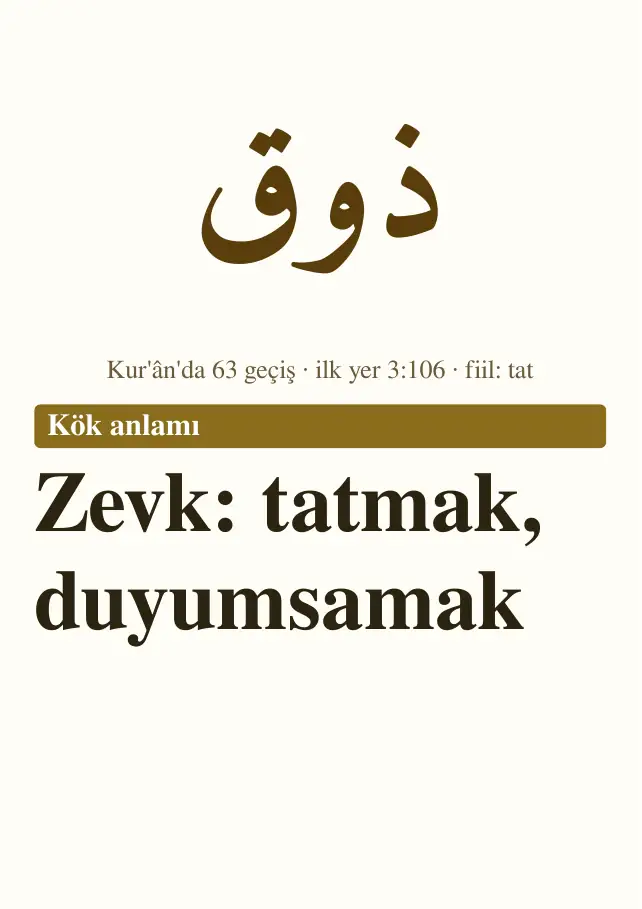 ذوق
Kur'ân'da 63 geçiş · ilk yer 3:106 · fiil: tat
Kök anlamı
Zevk: tatmak,
duyumsamak